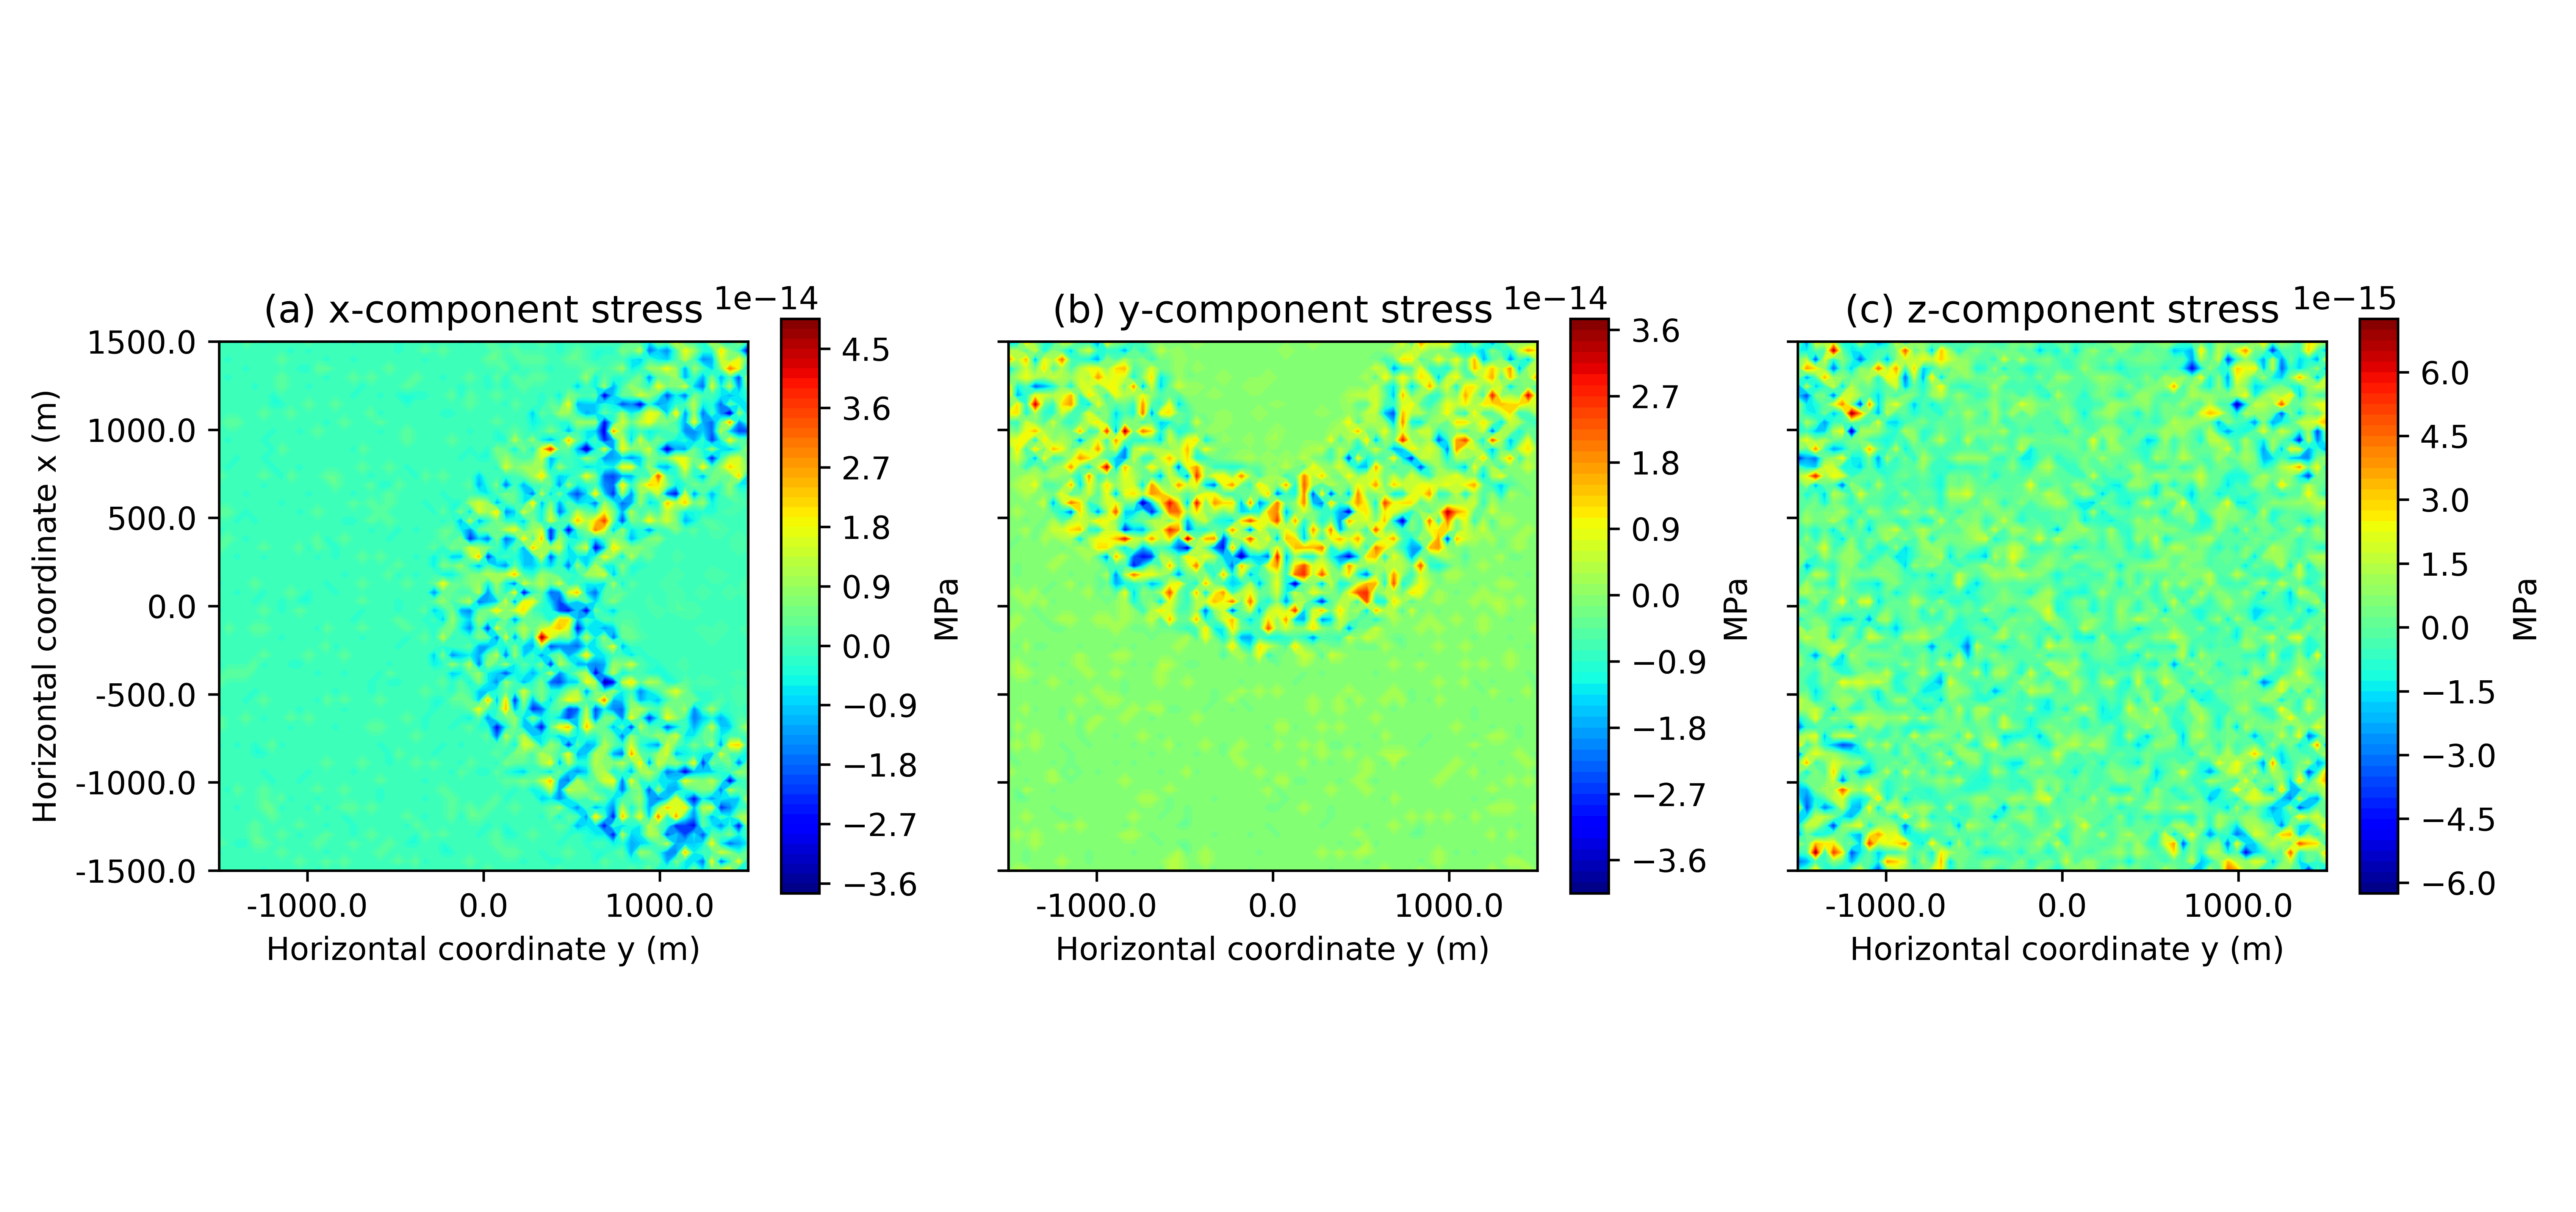 (a) x-component stress
1e−14
(b) y-component stress
1e−14
(c) z-component stress
1e−15
Horizontal coordinate x (m)
1500.0
1000.0
500.0
0.0
-500.0
-1000.0
-1500.0
-1000.0 0.0 1000.0
Horizontal coordinate y (m)
4.5
3.6
2.7
1.8
0.9
0.0
−0.9
−1.8
−2.7
−3.6
MPa
-1000.0 0.0 1000.0
Horizontal coordinate y (m)
3.6
2.7
1.8
0.9
0.0
−0.9
−1.8
−2.7
−3.6
MPa
-1000.0 0.0 1000.0
Horizontal coordinate y (m)
6.0
4.5
3.0
1.5
0.0
−1.5
−3.0
−4.5
−6.0
MPa